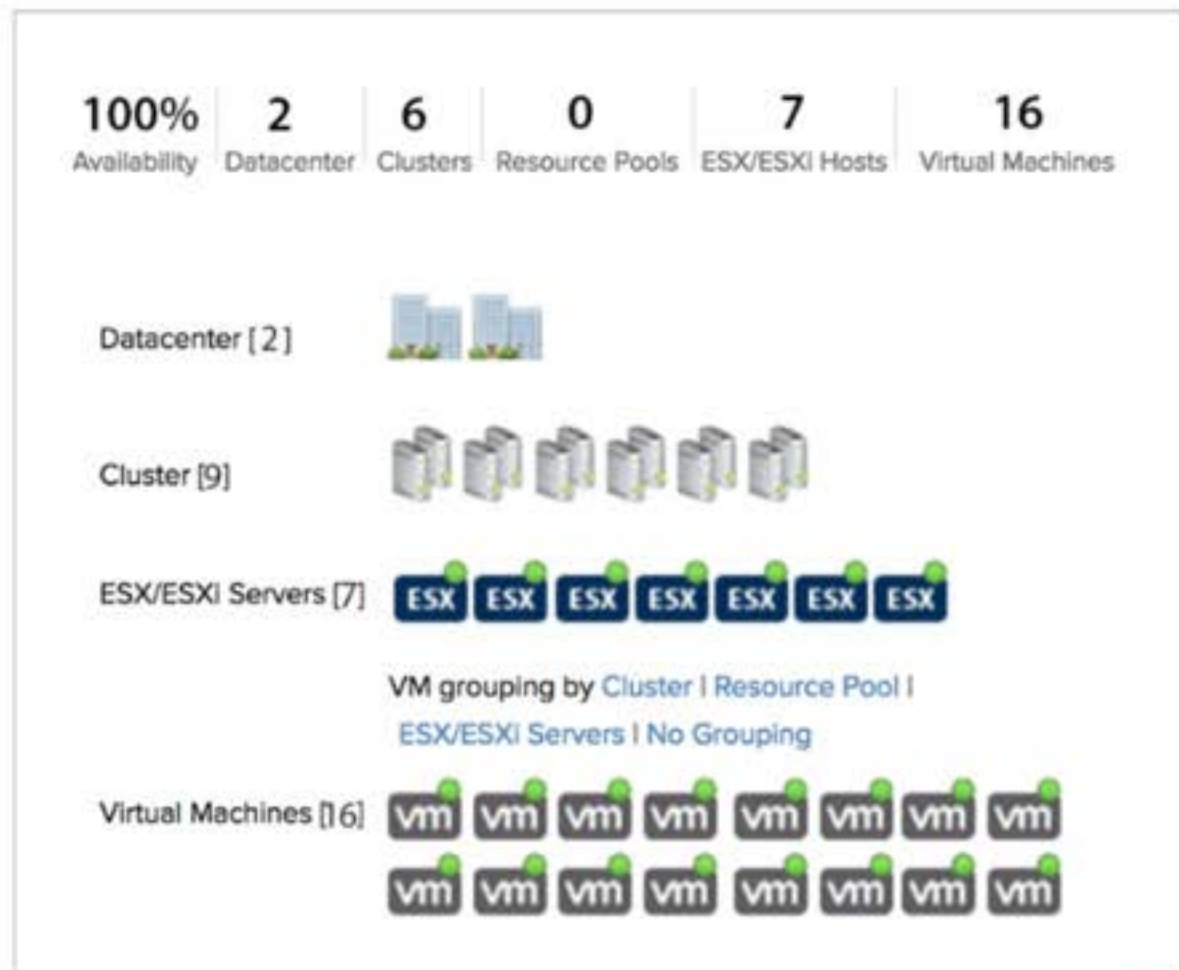 100% 2 6 0 7 16
Availability Datacenter Clusters Resource Pools ESX/ESXi Hosts Virtual Machines
Datacenter [2]
Cluster [9]
ESX/ESXi Servers [7] ESX ESX ESX ESX ESX ESX ESX
VM grouping by Cluster | Resource Pool |
ESX/ESXi Servers | No Grouping
Virtual Machines [16] vm vm vm vm vm vm vm vm
vm vm vm vm vm vm vm vm